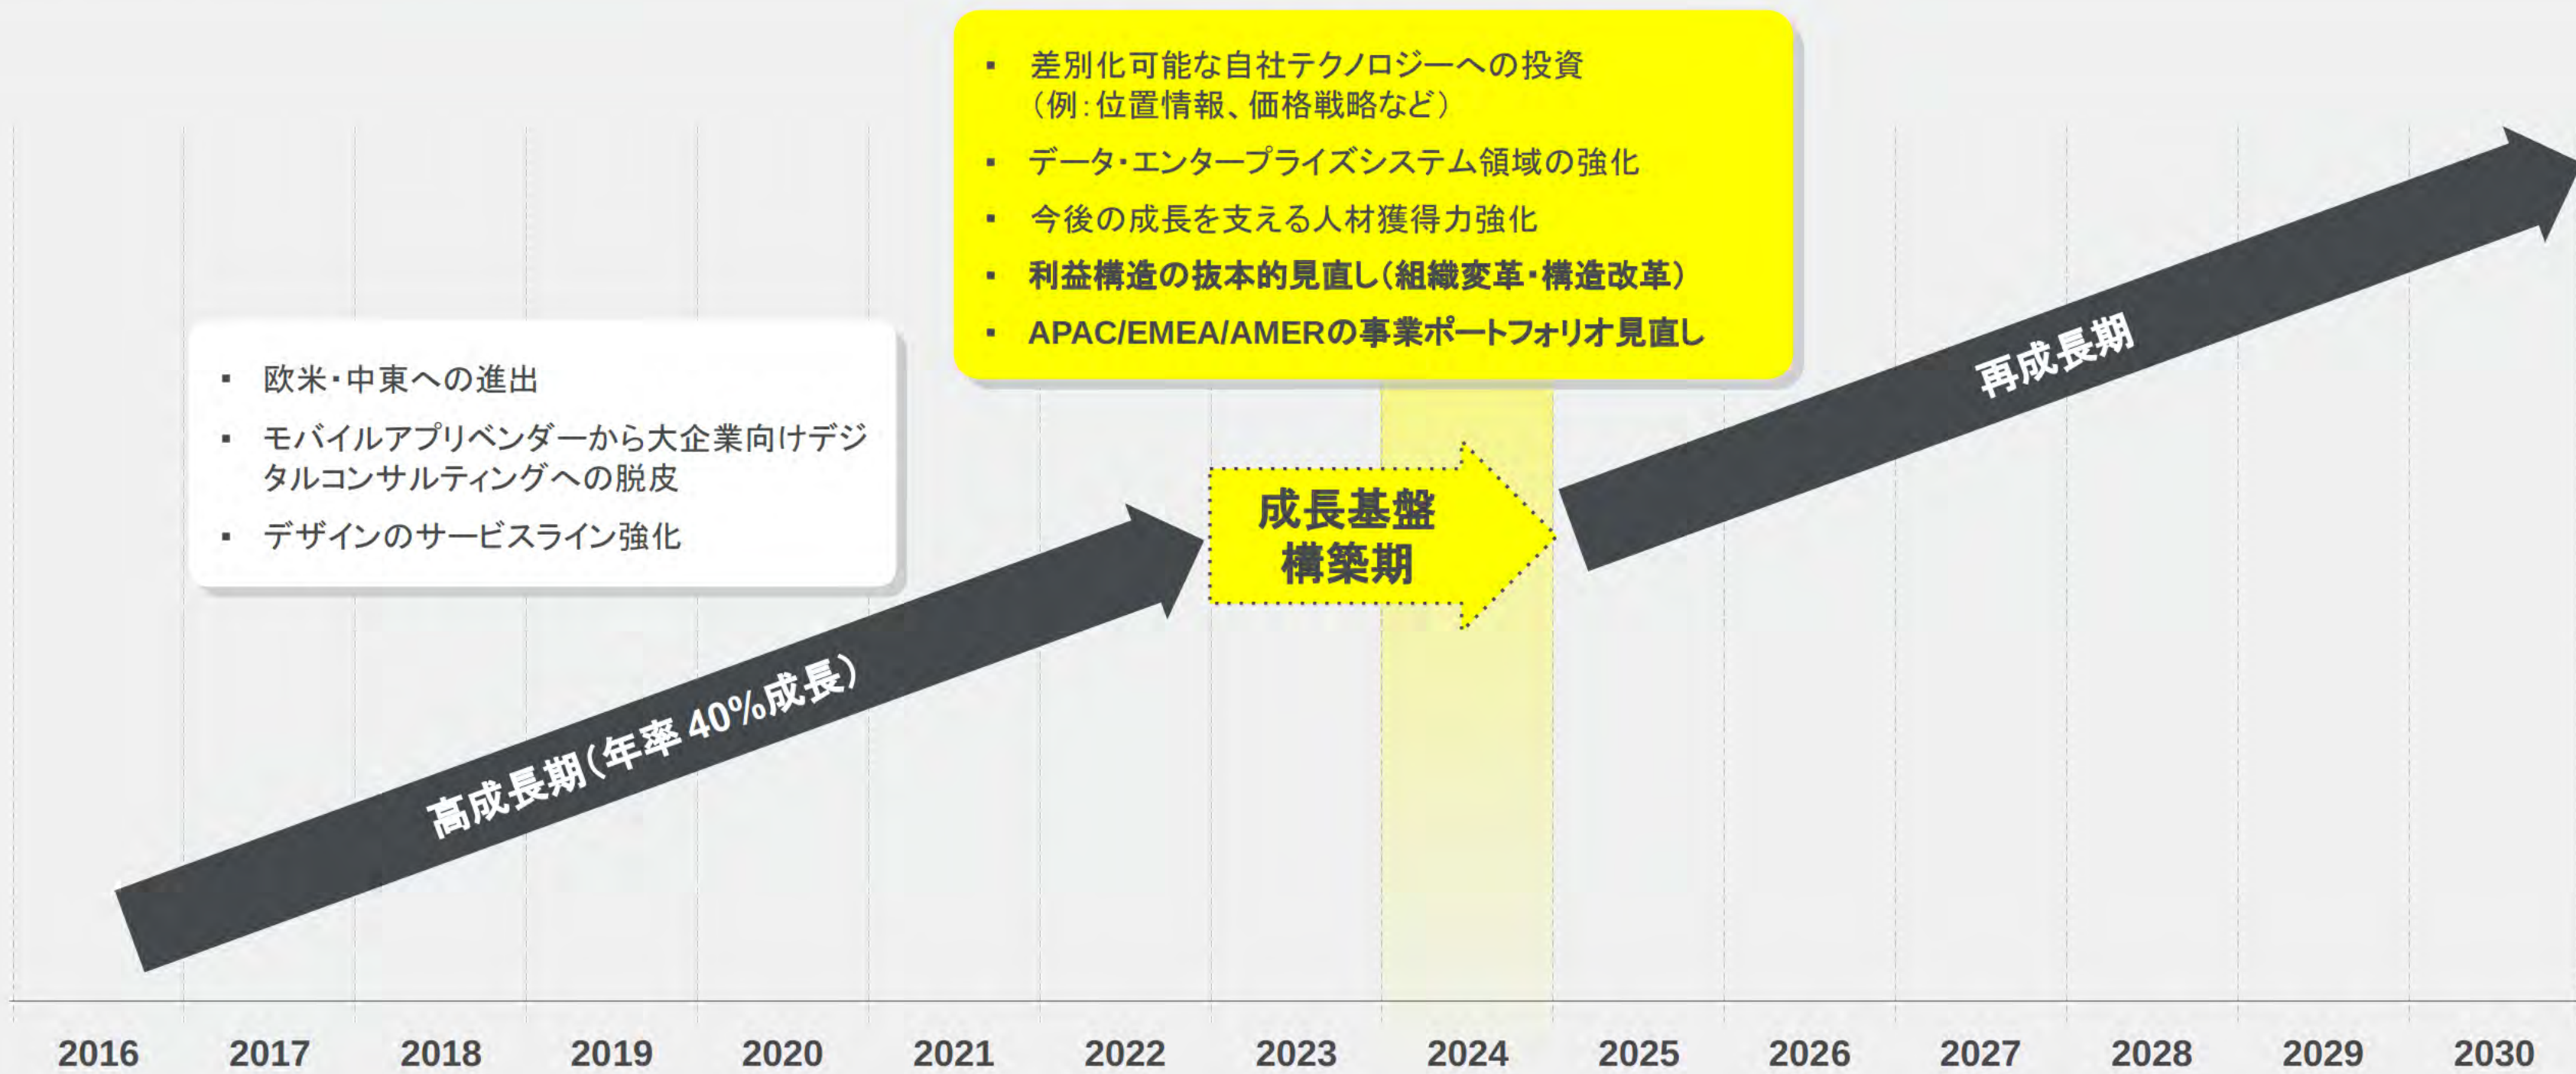 ▪ 差別化可能な自社テクノロジーへの投資
（例：位置情報、価格戦略など）
▪ データ・エンタープライズシステム領域の強化
▪ 今後の成長を支える人材獲得力強化
▪ 利益構造の抜本的見直し（組織変革・構造改革）
▪ APAC/EMEA/AMERの事業ポートフォリオ見直し
▪ 欧米・中東への進出
▪ モバイルアプリベンダーから大企業向けデジ
タルコンサルティングへの脱皮
▪ デザインのサービスライン強化
高成長期（年率 40%成長）
成長基盤
構築期
再成長期
2016 2017 2018 2019 2020 2021 2022 2023 2024 2025 2026 2027 2028 2029 2030